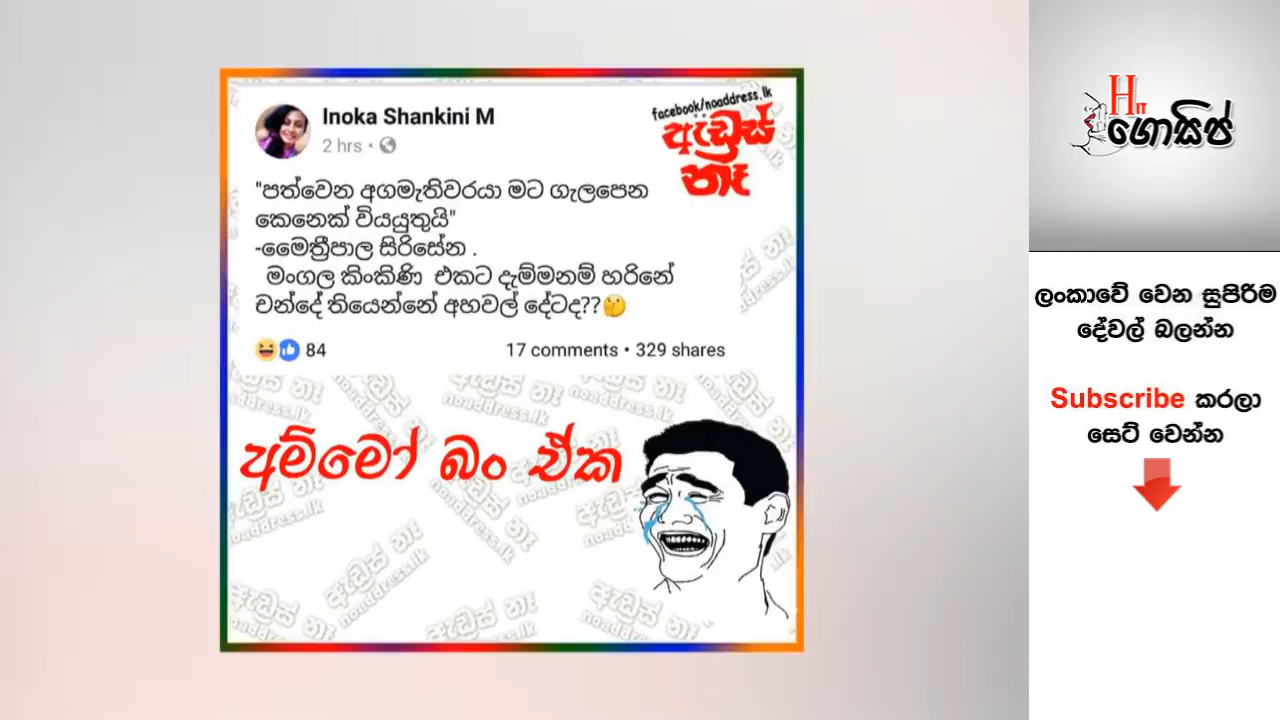 Inoka Shankini M
2 hrs
facebook/noaddress.lk
ඇඩ්‍රස්
නෑ
"පත්වෙන අගමැතිවරයා මට ගැලපෙන
කෙනෙක් වියයුතුයි"
-මෛත්‍රීපාල සිරිසේන .
මංගල කිංකිණි එකට දැම්මනම් හරිනේ
චන්දේ තියෙන්නේ අහවල් දේටද??🤔
84
17 comments • 329 shares
අම්මෝ බං ඒක
HIT
ගොසිප්
ලංකාවේ වෙන සුපිරිම
දේවල් බලන්න
Subscribe කරලා
සෙට් වෙන්න